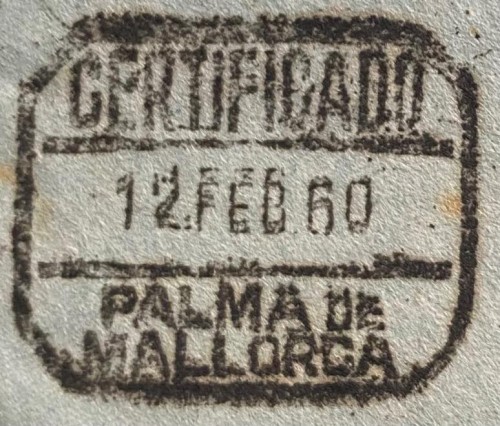 CERTIFICADO
12.FEB.60
PALMA DE
MALLORCA